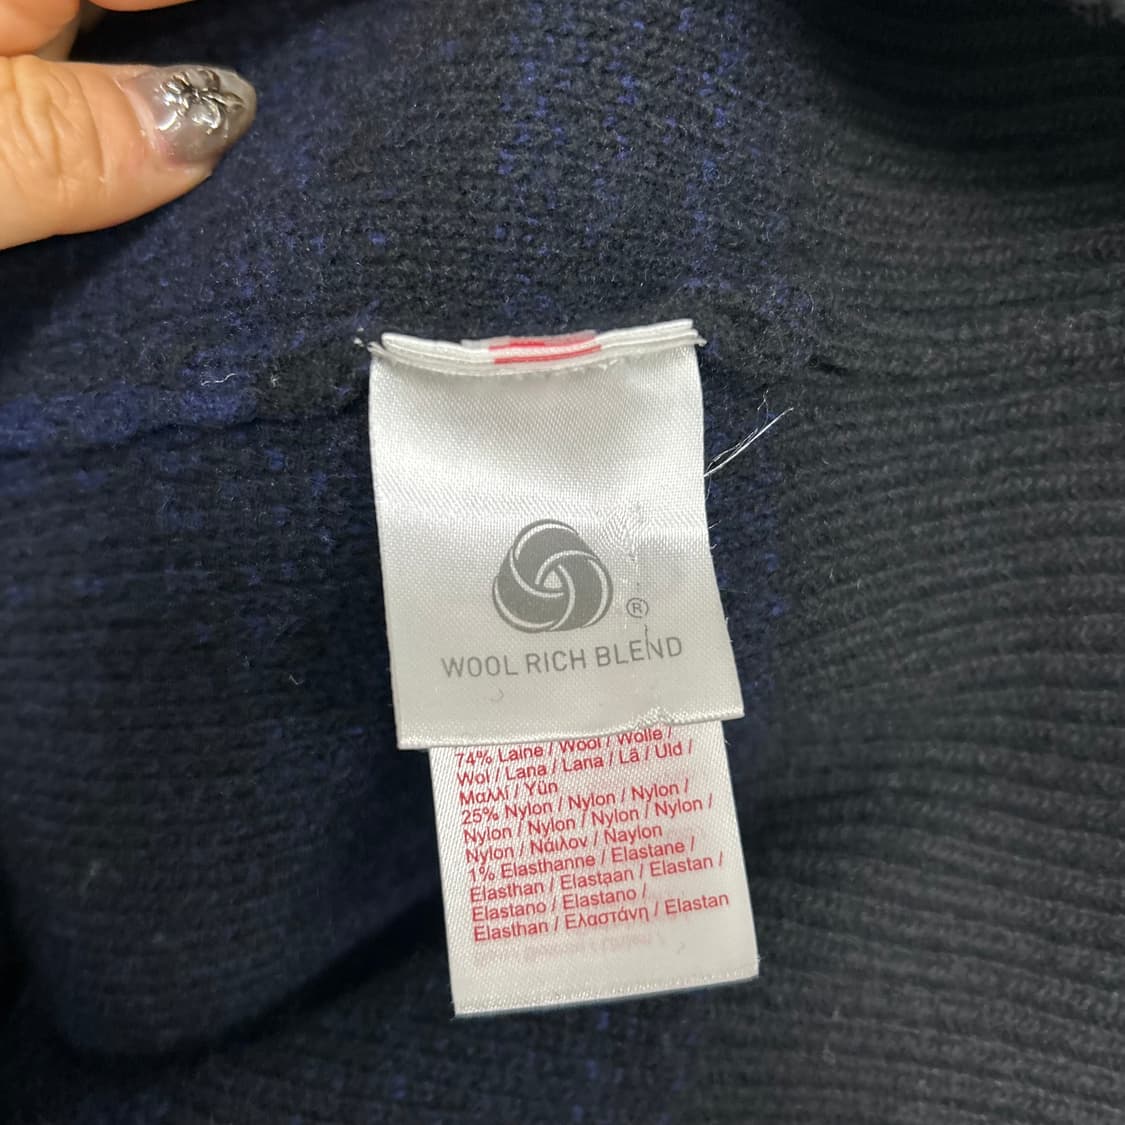 ®
WOOL RICH BLEND
74% Laine / Wool / Wolle /
Wol / Lana / Lana / Lã / Uld /
Μαλλί / Yün
25% Nylon / Nylon / Nylon /
Nylon / Nylon / Nylon / Nylon /
Nylon / Νάιλον / Naylon
1% Elasthanne / Elastane /
Elasthan / Elastaan / Elastan /
Elastano / Elastano /
Elasthan / Ελαστάνη / Elastan